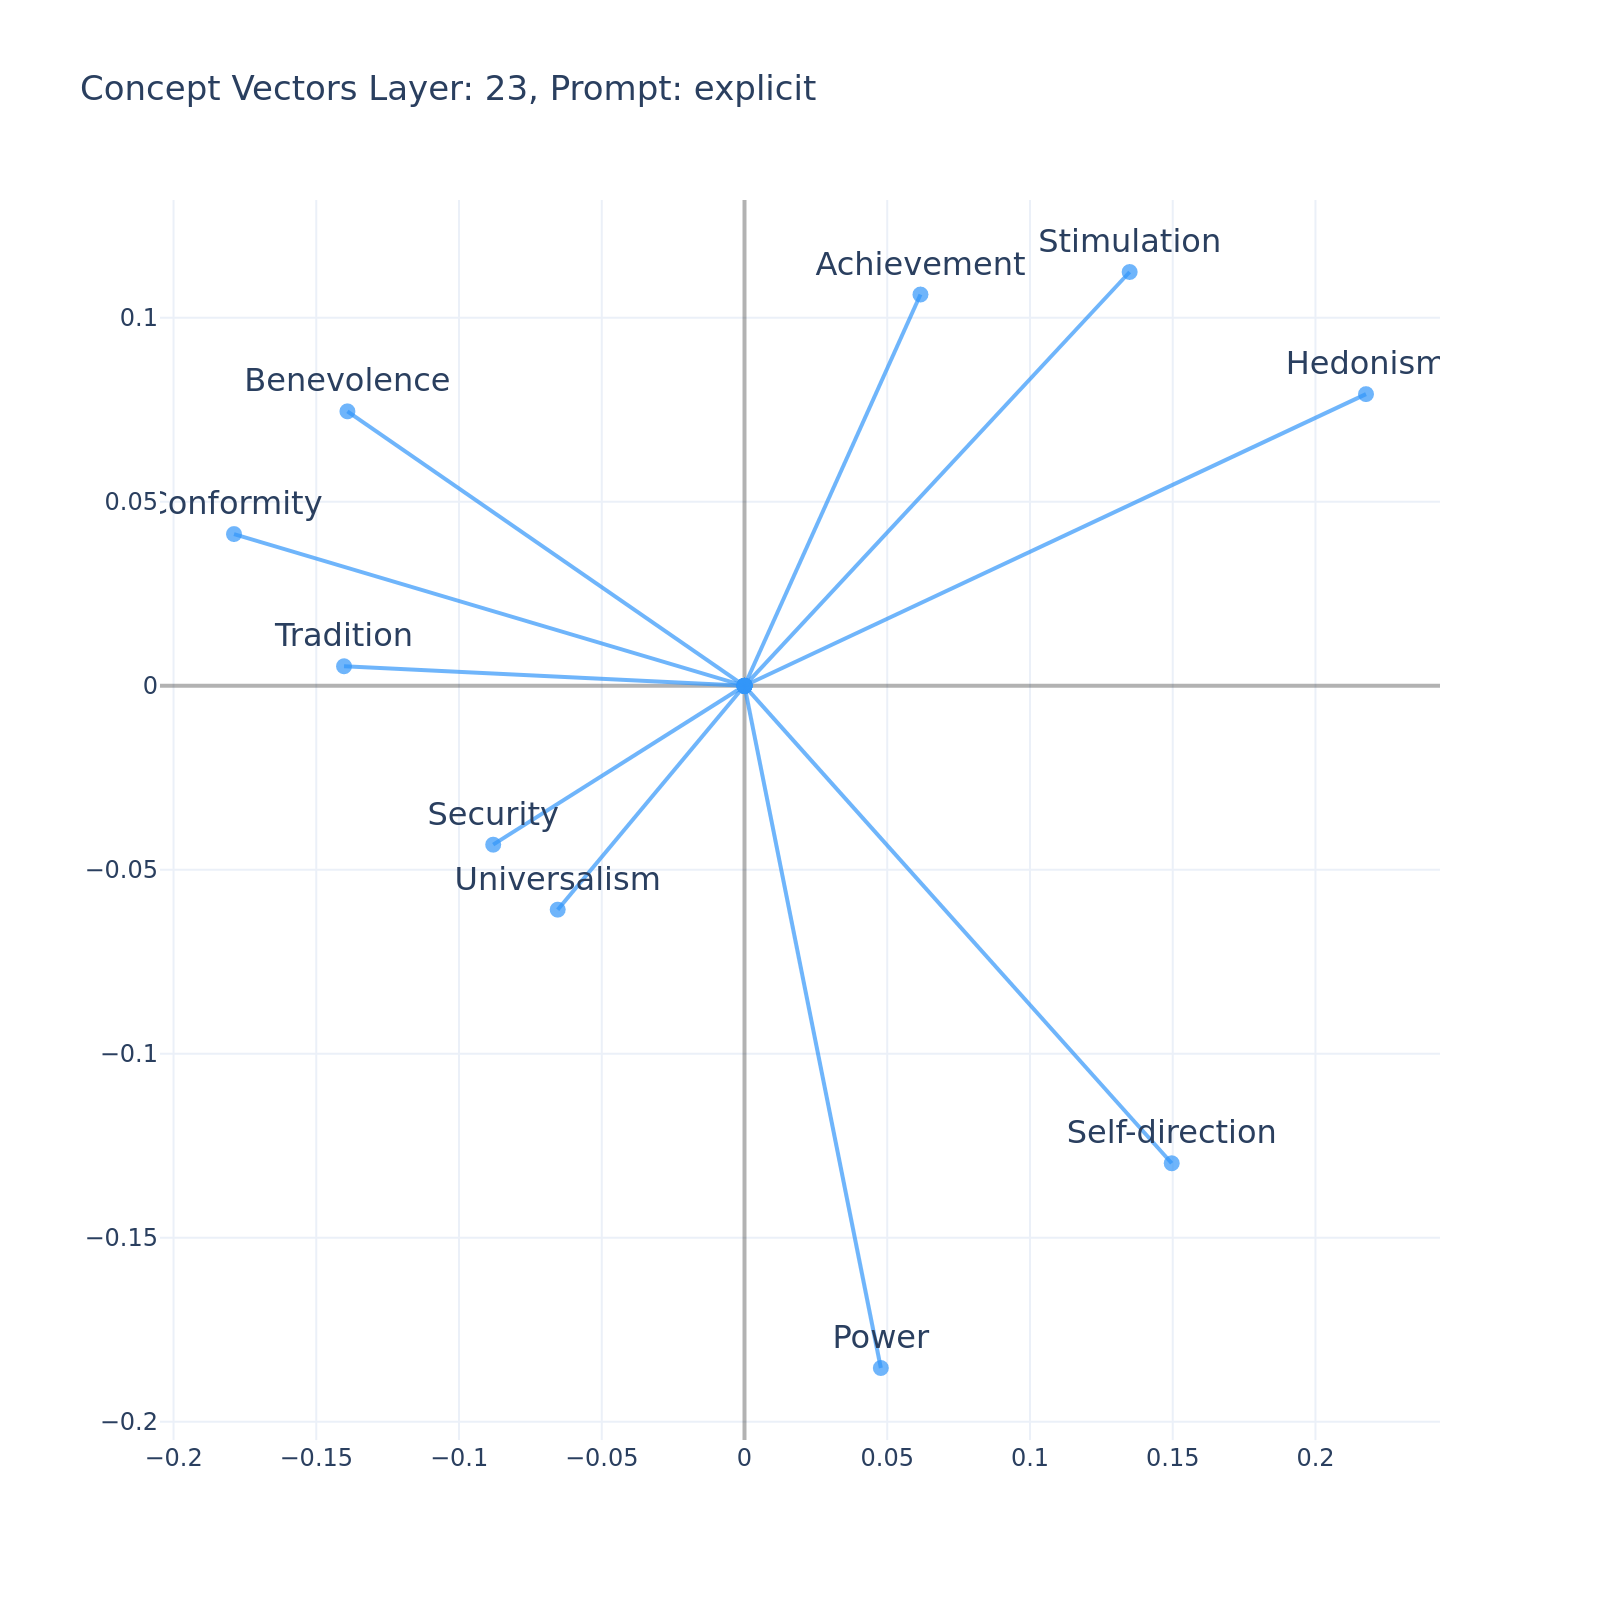 Concept Vectors Layer: 23, Prompt: explicit
Stimulation
Achievement
0.1
Hedonism
Benevolence
0.05
onformity
Tradition
0
Security
−0.05
Universalism
−0.1
Self-direction
−0.15
Power
−0.2
−0.2 −0.15 −0.1 −0.05 0 0.05 0.1 0.15 0.2